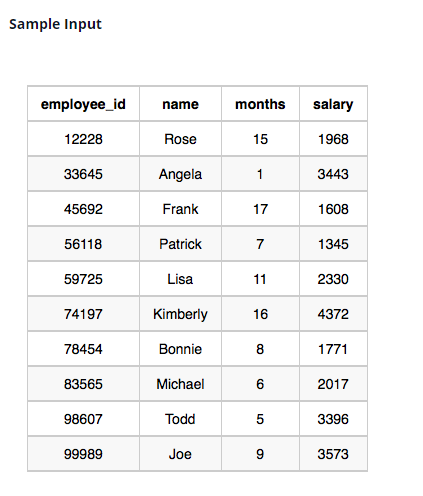 Sample Input
employee_id name months salary
12228 Rose 15 1968
33645 Angela 1 3443
45692 Frank 17 1608
56118 Patrick 7 1345
59725 Lisa 11 2330
74197 Kimberly 16 4372
78454 Bonnie 8 1771
83565 Michael 6 2017
98607 Todd 5 3396
99989 Joe 9 3573